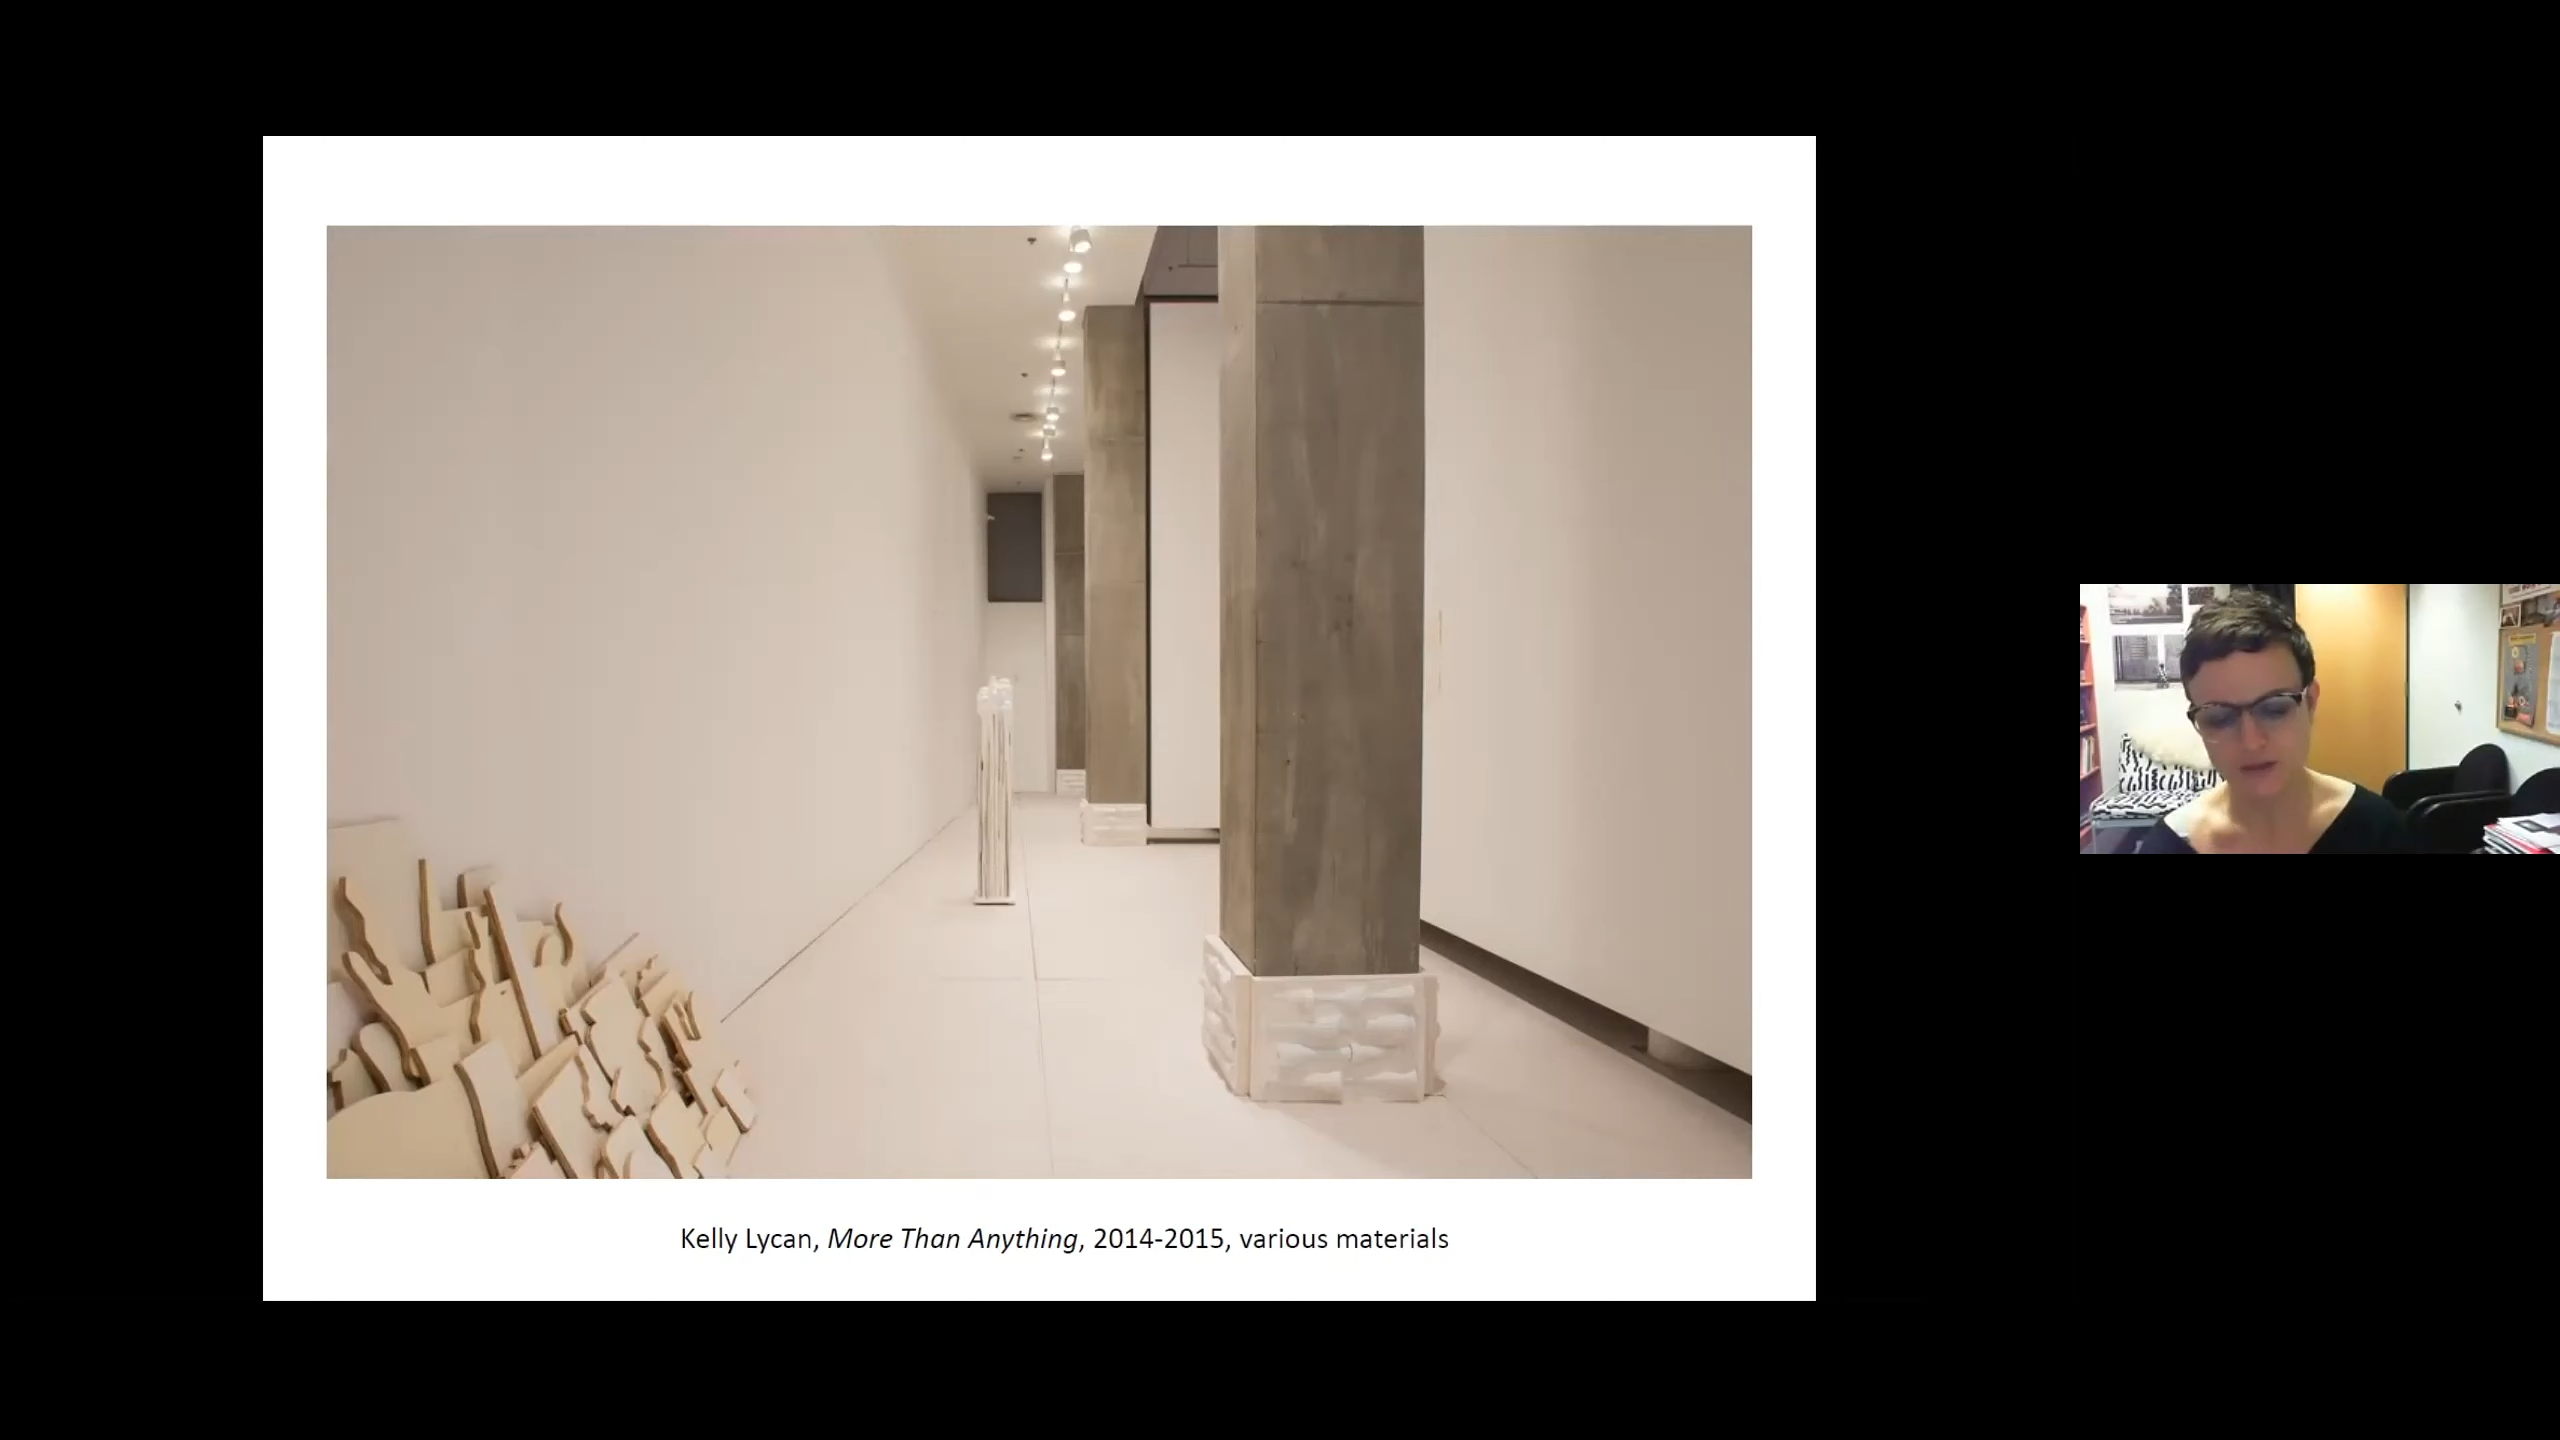 Kelly Lycan, More Than Anything, 2014-2015, various materials